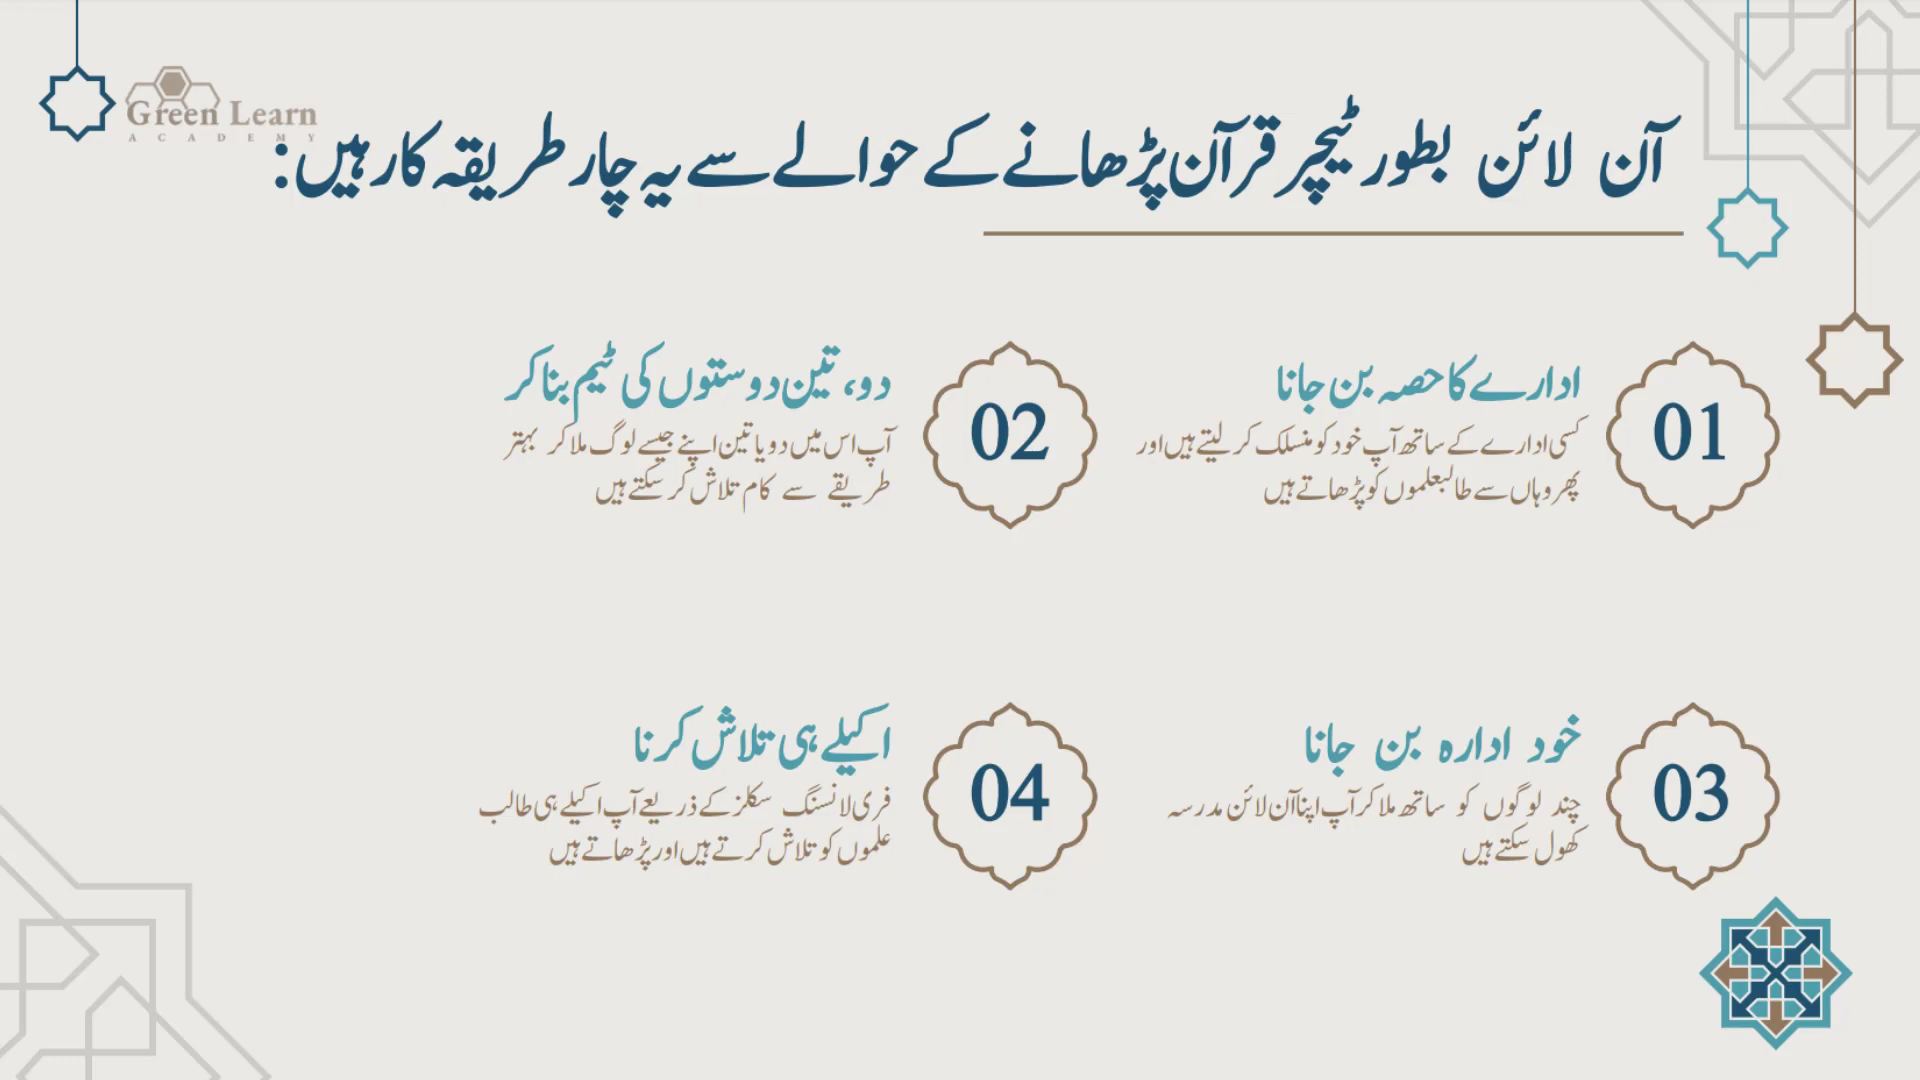 Green Learn
ACADEMY
آن لائن بطور ٹیچر قرآن پڑھانے کے حوالے سے یہ چار طریقہ کار ہیں:
01
ادارے کا حصہ بن جانا
کسی ادارے کے ساتھ آپ خود کو منسلک کر لیتے ہیں اور
پھر وہاں سے طالبعلموں کو پڑھاتے ہیں
02
دو، تین دوستوں کی ٹیم بنا کر
آپ اس میں دو یا تین اپنے جیسے لوگ ملا کر بہتر
طریقے سے کام تلاش کر سکتے ہیں
03
خود ادارہ بن جانا
چند لوگوں کو ساتھ ملا کر آپ اپنا آن لائن مدرسہ
کھول سکتے ہیں
04
اکیلے ہی تلاش کرنا
فری لانسنگ سکلز کے ذریعے آپ اکیلے ہی طالب
علموں کو تلاش کرتے ہیں اور پڑھاتے ہیں